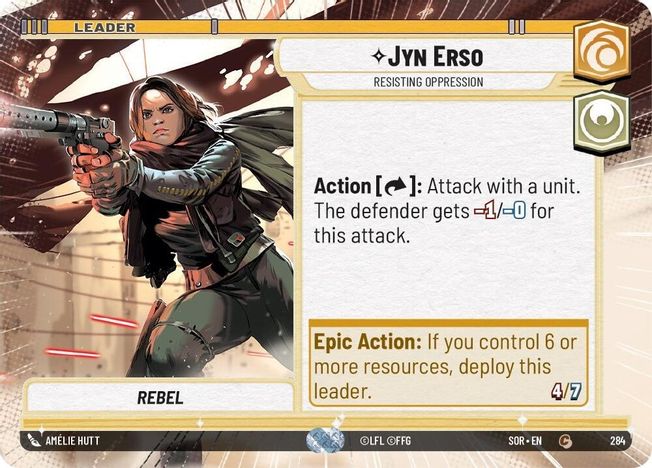 LEADER
JYN ERSO
RESISTING OPPRESSION
Action [ ]: Attack with a unit.
The defender gets -1/-0 for
this attack.
Epic Action: If you control 6 or
more resources, deploy this
leader.
4/7
REBEL
AMÉLIE HUTT
©LFL ©FFG
SOR • EN
C
284